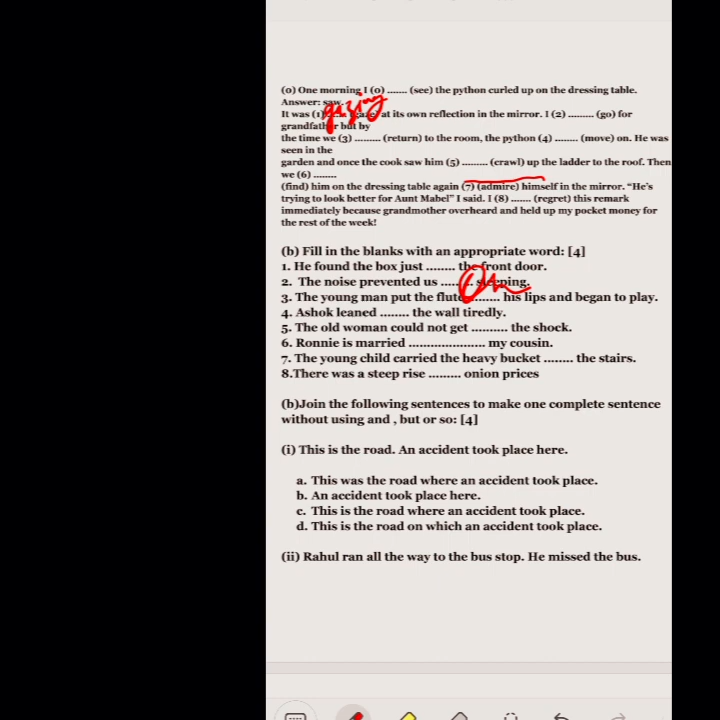 (0) One morning I (0) ....... (see) the python curled up on the dressing table.
Answer: saw.
gazing
It was (1) at its own reflection in the mirror. I (2) ......... (go) for
grandfather but by
the time we (3) ......... (return) to the room, the python (4) ........ (move) on. He was
seen in the
garden and once the cook saw him (5) ......... (crawl) up the ladder to the roof. Then
we (6) ........
(find) him on the dressing table again (7) (admire) himself in the mirror. “He’s
trying to look better for Aunt Mabel” I said. I (8) ....... (regret) this remark
immediately because grandmother overheard and held up my pocket money for
the rest of the week!
(b) Fill in the blanks with an appropriate word: [4]
1. He found the box just ........ the front door.
2. The noise prevented us ......... sleeping.
3. The young man put the flute ........ his lips and began to play.
4. Ashok leaned ........ the wall tiredly.
5. The old woman could not get .......... the shock.
6. Ronnie is married ..................... my cousin.
7. The young child carried the heavy bucket ........ the stairs.
8.There was a steep rise ......... onion prices
(b)Join the following sentences to make one complete sentence
without using and , but or so: [4]
(i) This is the road. An accident took place here.
a. This was the road where an accident took place.
b. An accident took place here.
c. This is the road where an accident took place.
d. This is the road on which an accident took place.
(ii) Rahul ran all the way to the bus stop. He missed the bus.